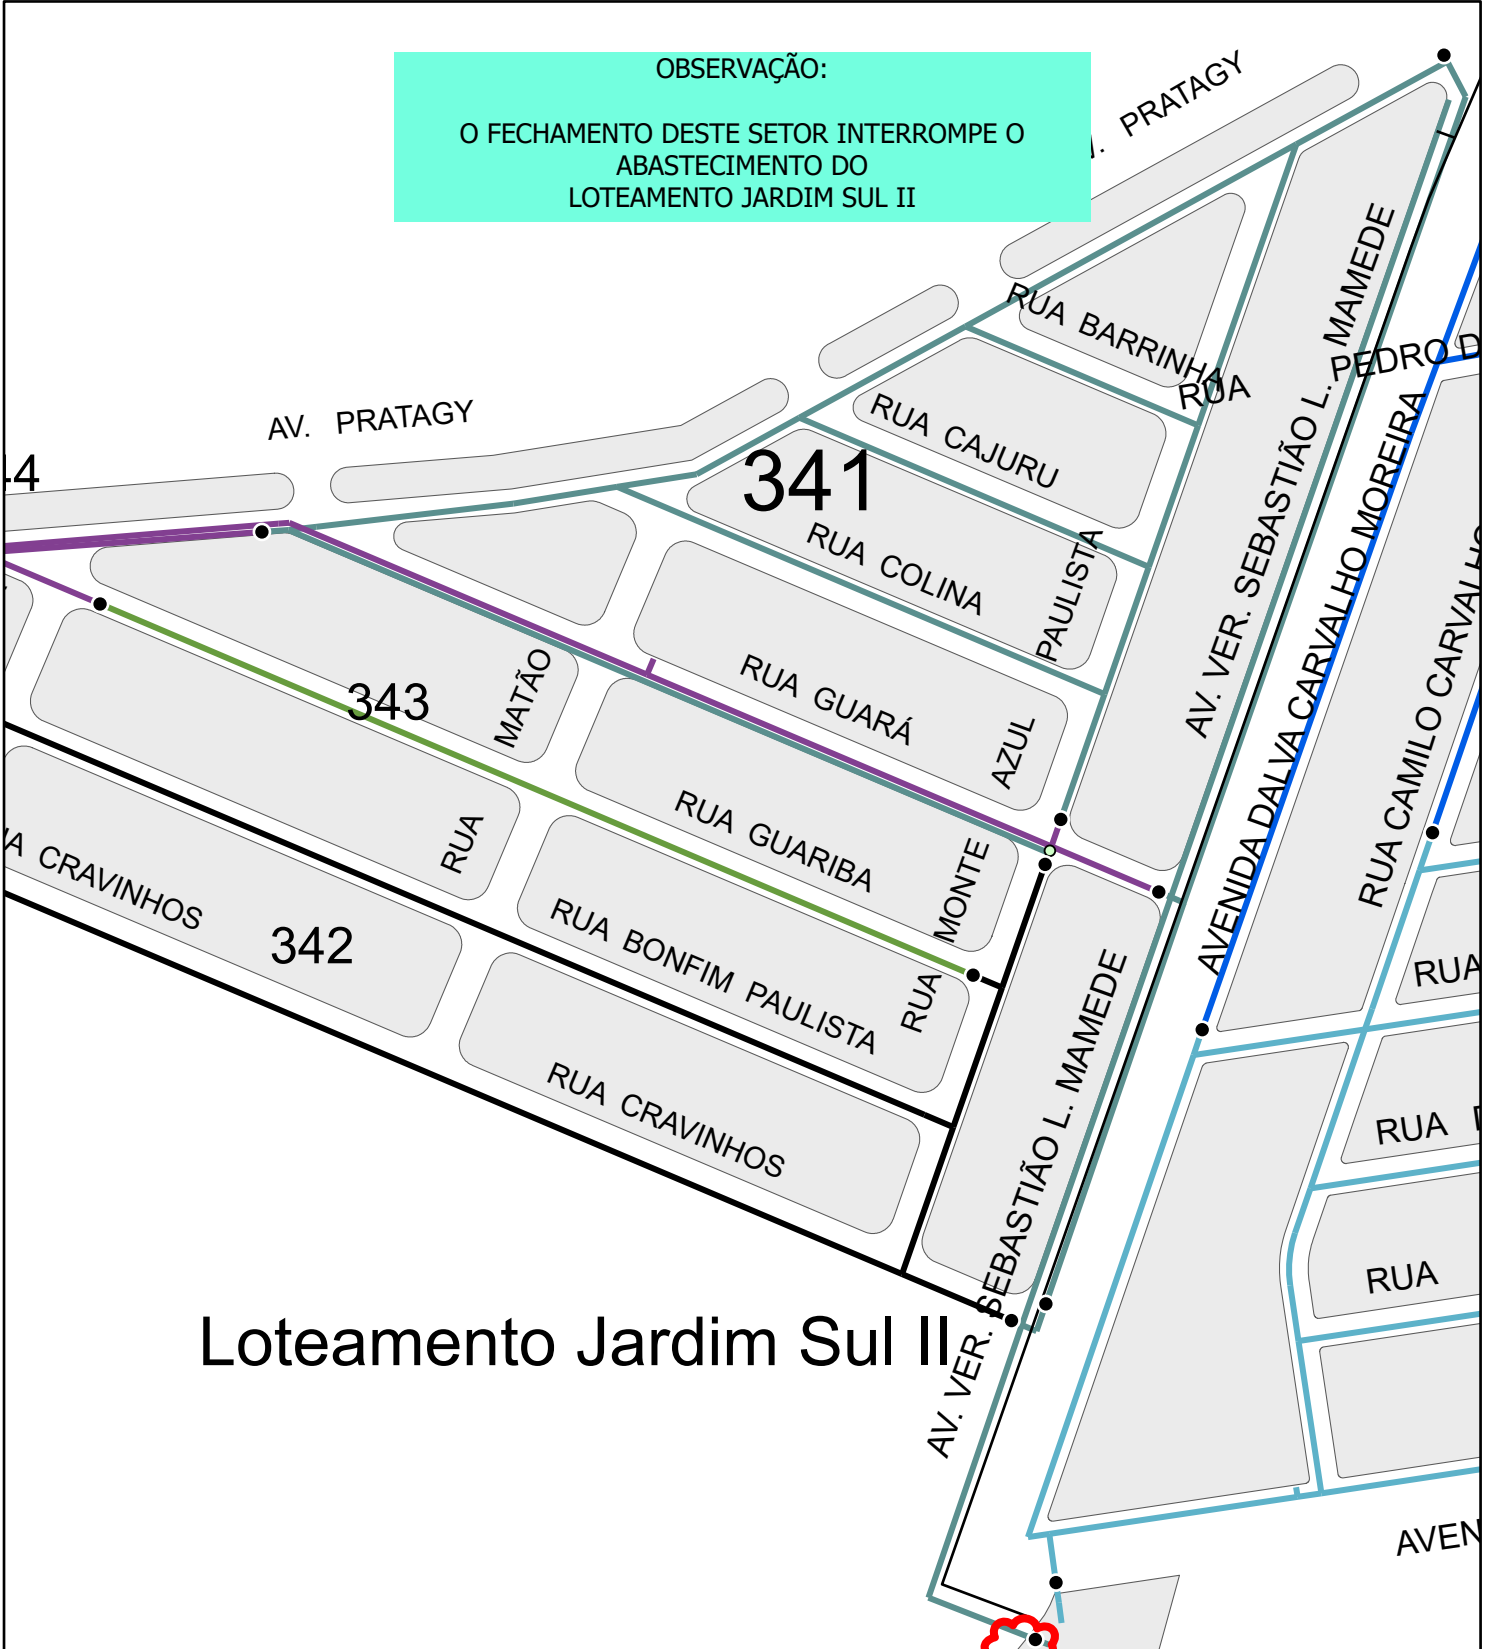 OBSERVAÇÃO:
O FECHAMENTO DESTE SETOR INTERROMPE O
ABASTECIMENTO DO
LOTEAMENTO JARDIM SUL II
PRATAGY
AV. PRATAGY
44
341
RUA BARRINHA
RUA
PEDRO D
RUA CAJURU
RUA COLINA
PAULISTA
AZUL
MONTE
RUA
AV. VER. SEBASTIÃO L. MAMEDE
AVENIDA DALVA CARVALHO MOREIRA
RUA CAMILO CARVALHO
RUA GUARÁ
MATÃO
RUA
343
RUA GUARIBA
RUA BONFIM PAULISTA
CRAVINHOS
342
RUA CRAVINHOS
AV. VER. SEBASTIÃO L. MAMEDE
RUA
RUA
RUA
Loteamento Jardim Sul II
AVEN